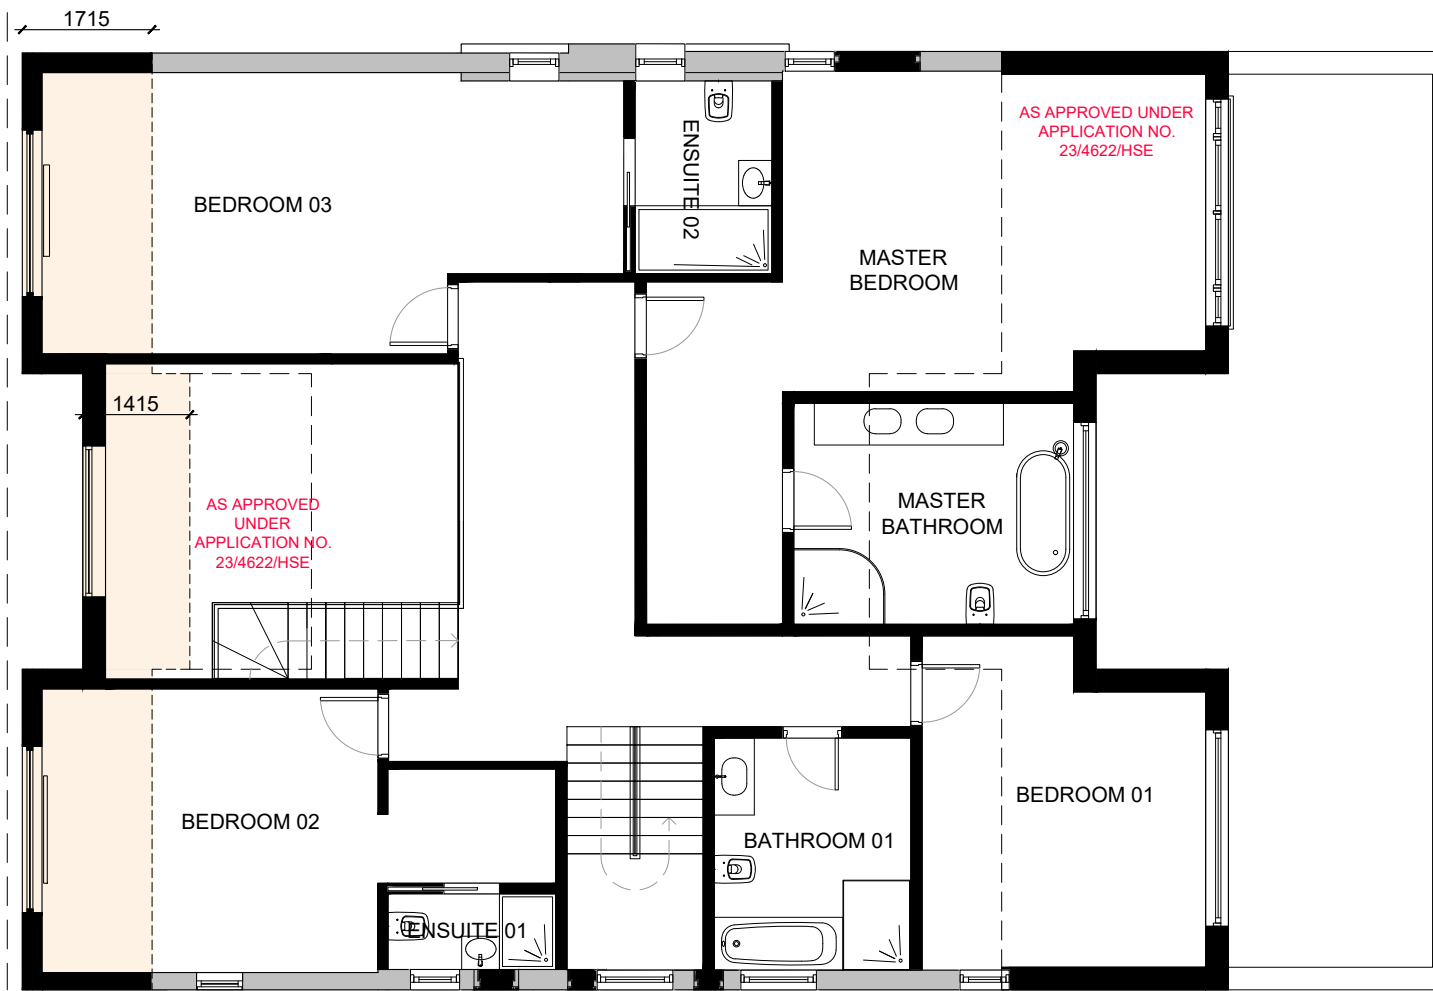 1715
AS APPROVED UNDER
APPLICATION NO.
23/4622/HSE
BEDROOM 03
ENSUITE 02
MASTER
BEDROOM
1415
AS APPROVED
UNDER
APPLICATION NO.
23/4622/HSE
MASTER
BATHROOM
BEDROOM 02
BEDROOM 01
BATHROOM 01
ENSUITE 01